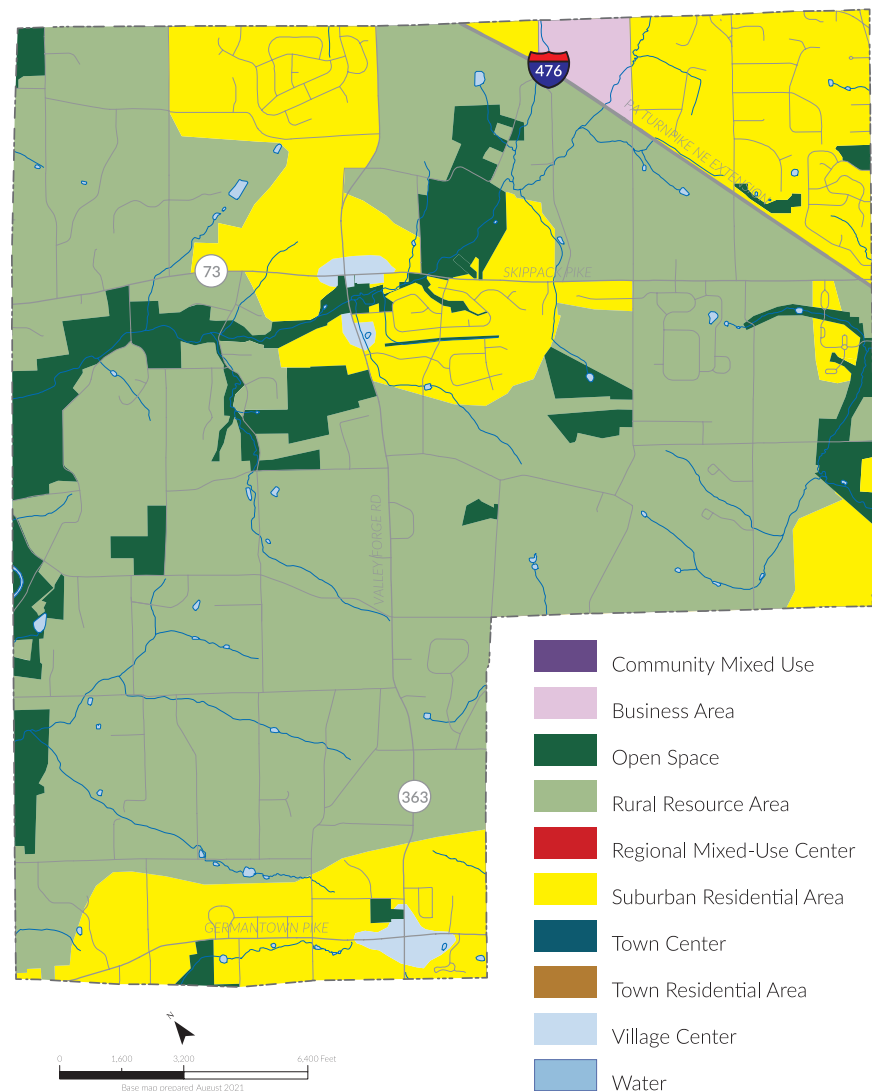 476
PA TURNPIKE NE EXTENSION
73
SKIPPACK PIKE
VALLEY FORGE RD
363
GERMANTOWN PIKE
Community Mixed Use
Business Area
Open Space
Rural Resource Area
Regional Mixed-Use Center
Suburban Residential Area
Town Center
Town Residential Area
Village Center
Water
N
0 1,600 3,200 6,400 Feet
Base map prepared August 2021